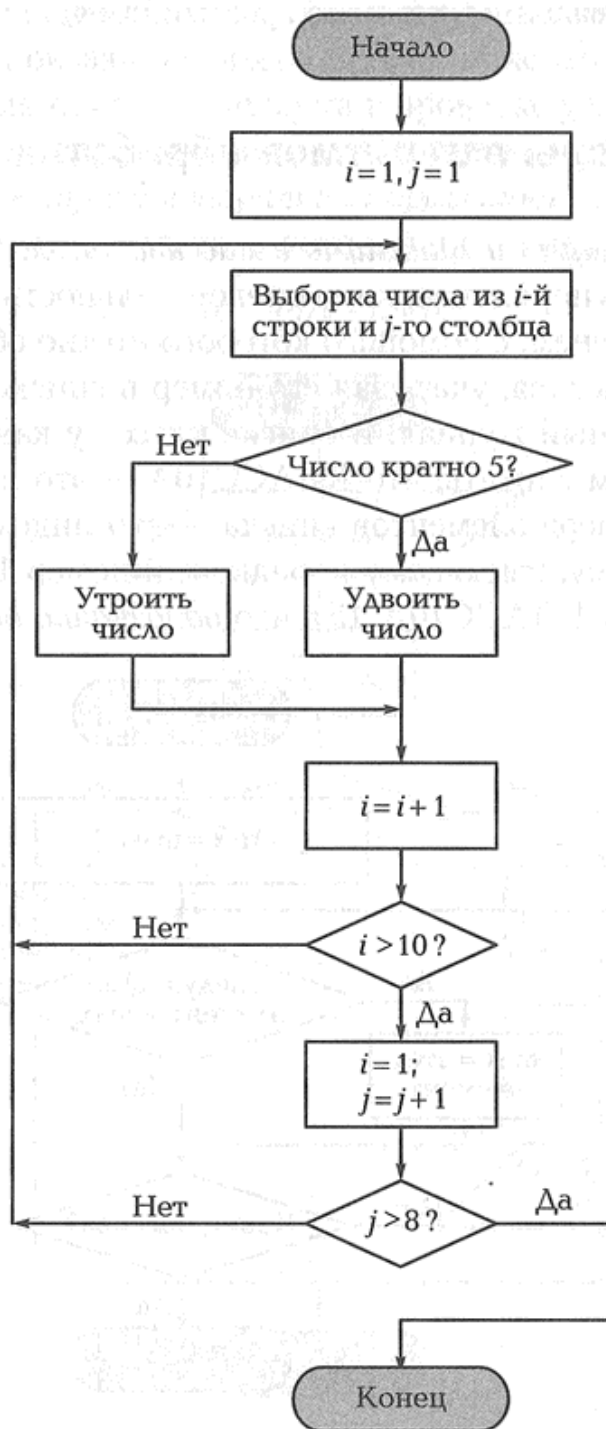 Начало
i = 1, j = 1
Выборка числа из i-й
строки и j-го столбца
Число кратно 5?
Нет
Да
Утроить
число
Удвоить
число
i = i + 1
i > 10 ?
Нет
Да
i = 1;
j = j + 1
j > 8 ?
Нет
Да
Конец